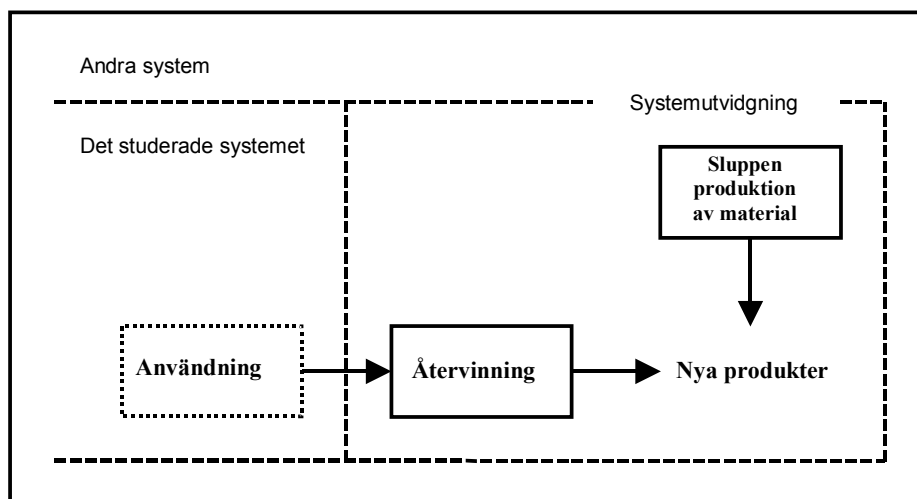 Andra system
Systemutvidgning
Det studerade systemet
Sluppen
produktion
av material
Användning
Återvinning
Nya produkter